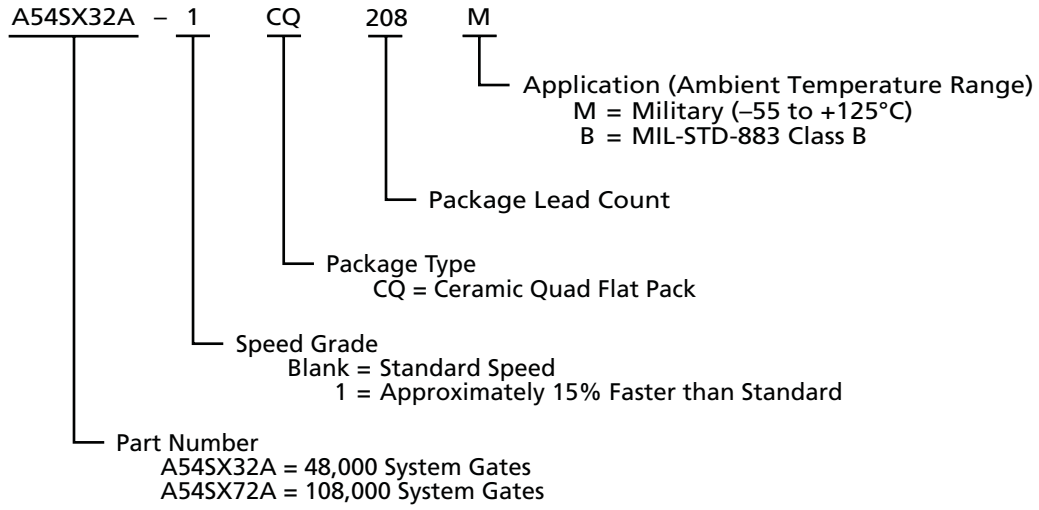 A54SX32A – 1 CQ 208 M
Application (Ambient Temperature Range)
M = Military (–55 to +125°C)
B = MIL-STD-883 Class B
Package Lead Count
Package Type
CQ = Ceramic Quad Flat Pack
Speed Grade
Blank = Standard Speed
1 = Approximately 15% Faster than Standard
Part Number
A54SX32A = 48,000 System Gates
A54SX72A = 108,000 System Gates